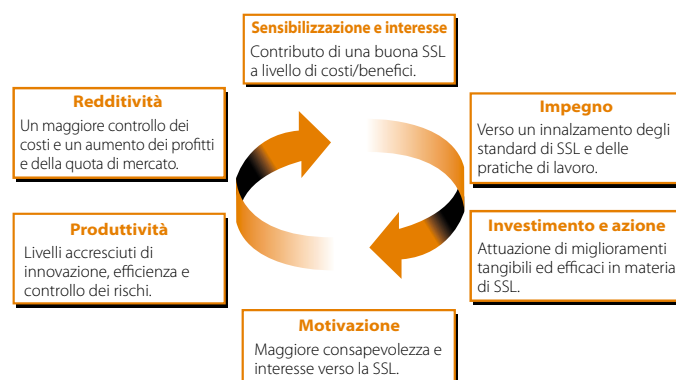 Sensibilizzazione e interesse
Contributo di una buona SSL
a livello di costi/benefici.
Redditività
Un maggiore controllo dei
costi e un aumento dei profitti
e della quota di mercato.
Impegno
Verso un innalzamento degli
standard di SSL e delle
pratiche di lavoro.
Produttività
Livelli accresciuti di
innovazione, efficienza e
controllo dei rischi.
Investimento e azione
Attuazione di miglioramenti
tangibili ed efficaci in materia
di SSL.
Motivazione
Maggiore consapevolezza e
interesse verso la SSL.